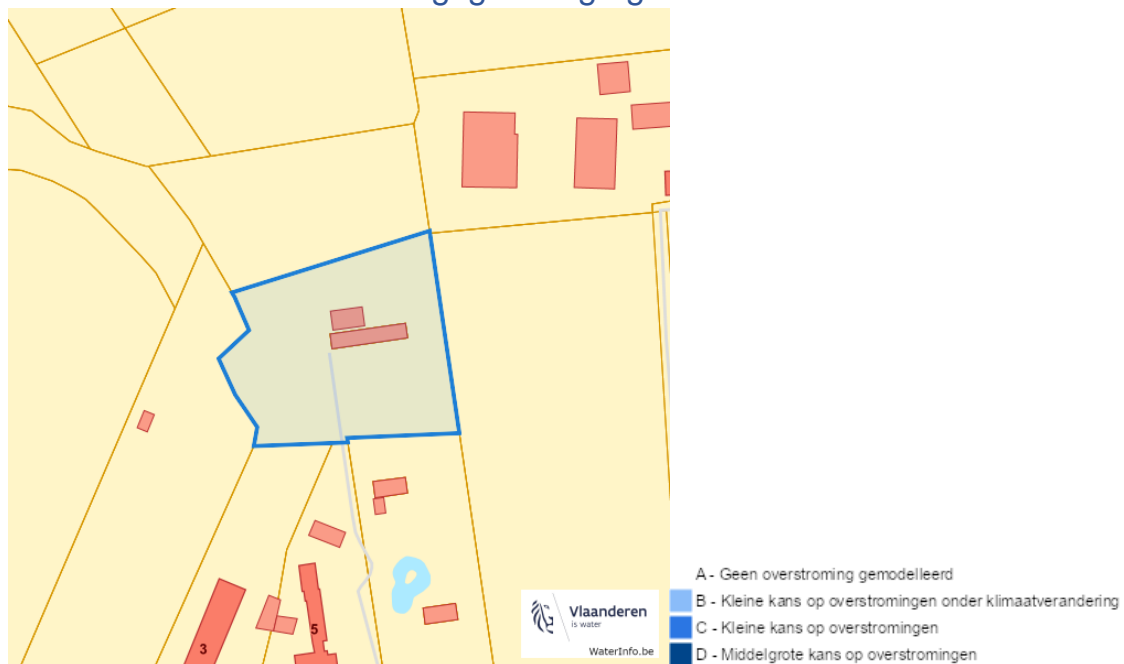 A - Geen overstroming gemodelleerd
B - Kleine kans op overstromingen onder klimaatverandering
C - Kleine kans op overstromingen
D - Middelgrote kans op overstromingen
Vlaanderen
is water
WaterInfo.be
5
3